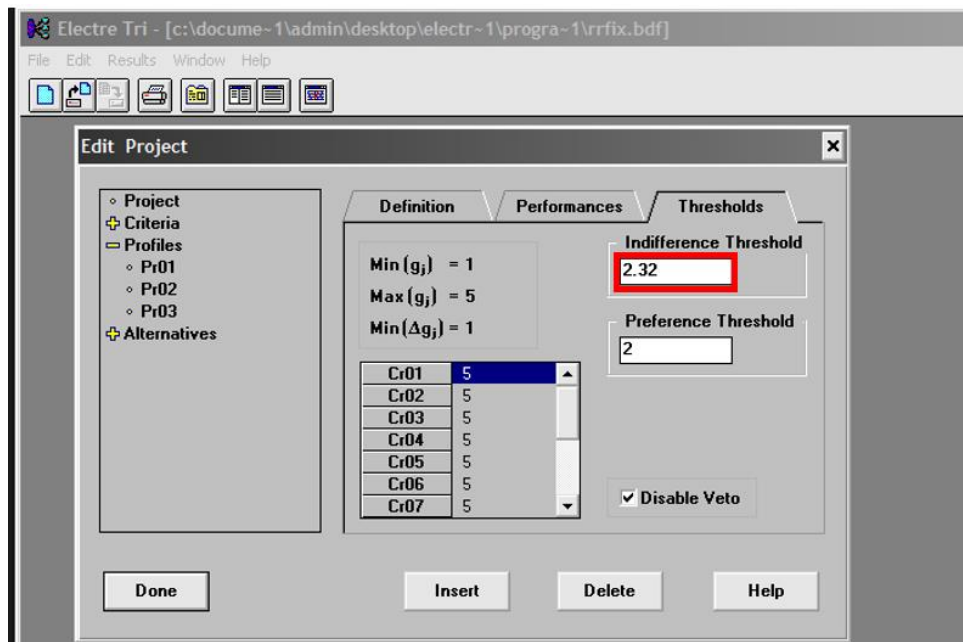 Electre Tri - [c:\docume~1\admin\desktop\electr~1\progra~1\rrfix.bdf]
File Edit Results Window Help
Edit Project
Project
Criteria
Profiles
Pr01
Pr02
Pr03
Alternatives
Definition Performances Thresholds
Min(gj) = 1
Max(gj) = 5
Min(Δgj) = 1
Indifference Threshold
2.32
Preference Threshold
2
Cr01 5
Cr02 5
Cr03 5
Cr04 5
Cr05 5
Cr06 5
Cr07 5
Disable Veto
Done Insert Delete Help